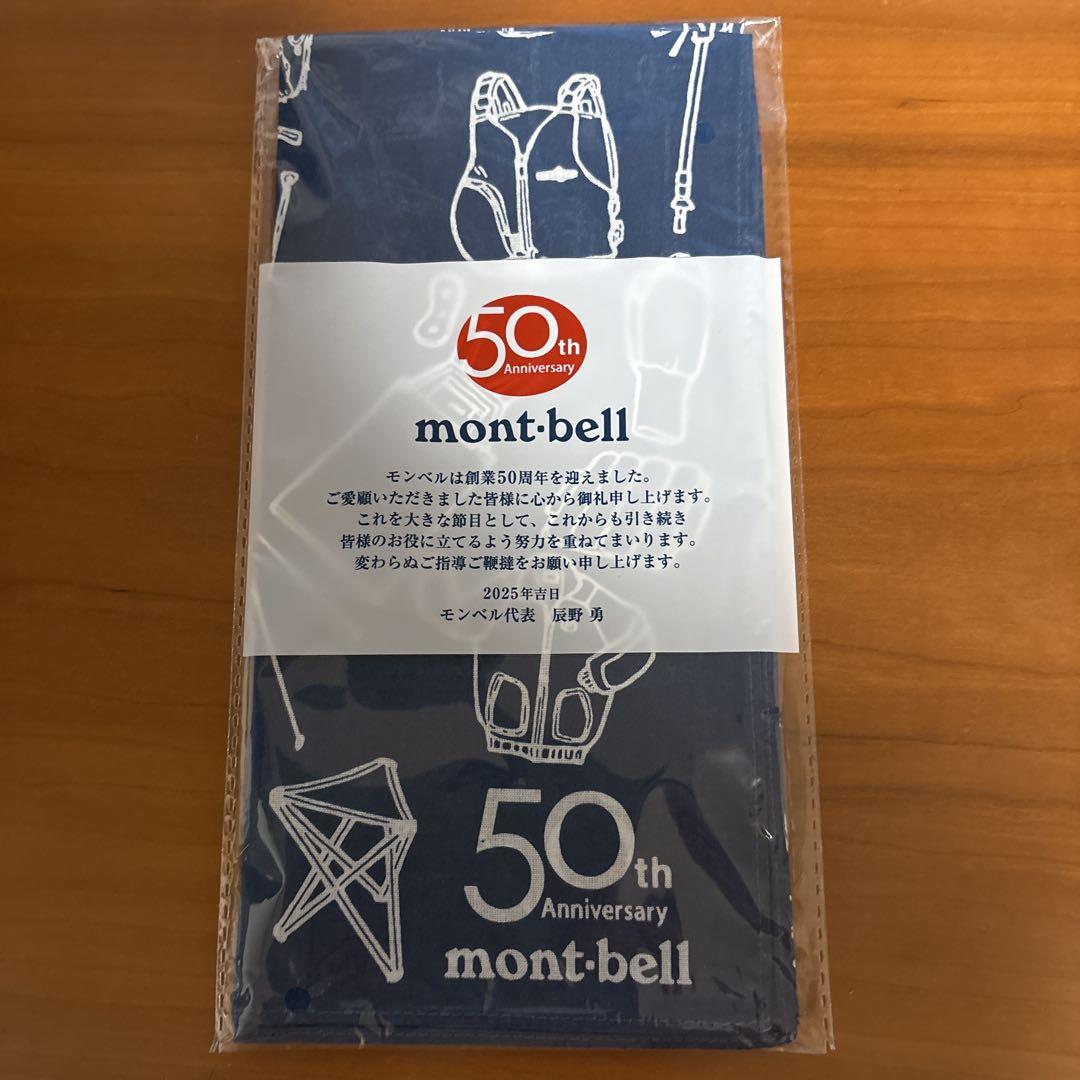 50th
Anniversary
mont·bell
モンベルは創業50周年を迎えました。
ご愛顧いただきました皆様に心から御礼申し上げます。
これを大きな節目として、これからも引き続き
皆様のお役に立てるよう努力を重ねてまいります。
変わらぬご指導ご鞭撻をお願い申し上げます。
2025年吉日
モンベル代表 辰野 勇
50th
Anniversary
mont·bell